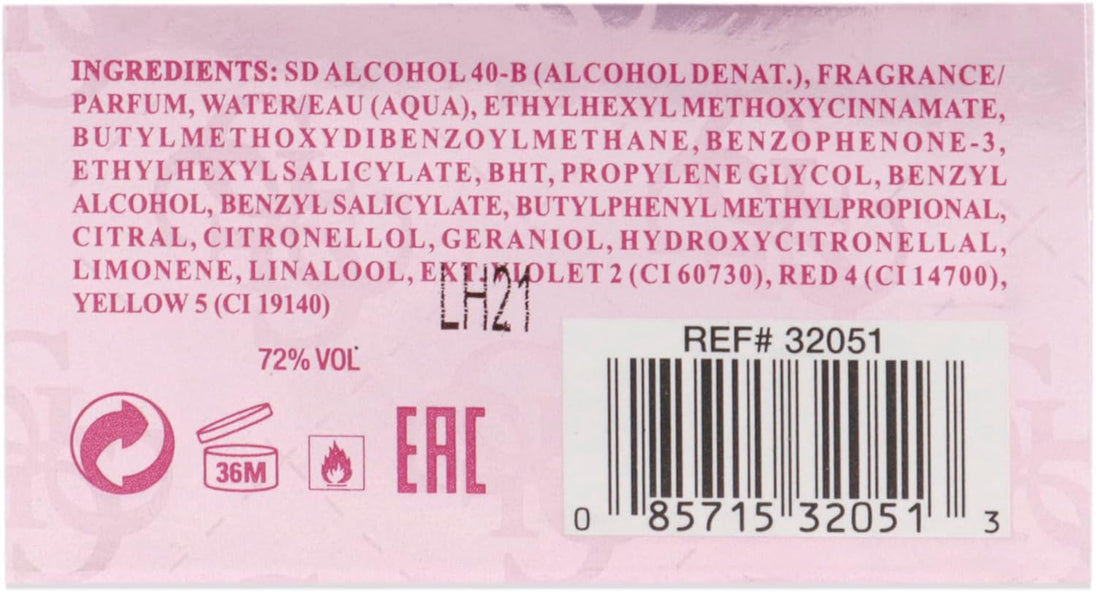 INGREDIENTS: SD ALCOHOL 40-B (ALCOHOL DENAT.), FRAGRANCE/
PARFUM, WATER/EAU (AQUA), ETHYLHEXYL METHOXYCINNAMATE,
BUTYL METHOXYDIBENZOYLMETHANE, BENZOPHENONE-3,
ETHYLHEXYL SALICYLATE, BHT, PROPYLENE GLYCOL, BENZYL
ALCOHOL, BENZYL SALICYLATE, BUTYLPHENYL METHYLPROPIONAL,
CITRAL, CITRONELLOL, GERANIOL, HYDROXYCITRONELLAL,
LIMONENE, LINALOOL, EXT. VIOLET 2 (CI 60730), RED 4 (CI 14700),
YELLOW 5 (CI 19140)
LH21
72% VOL
36M
EAC
REF# 32051
0 85715 32051 3